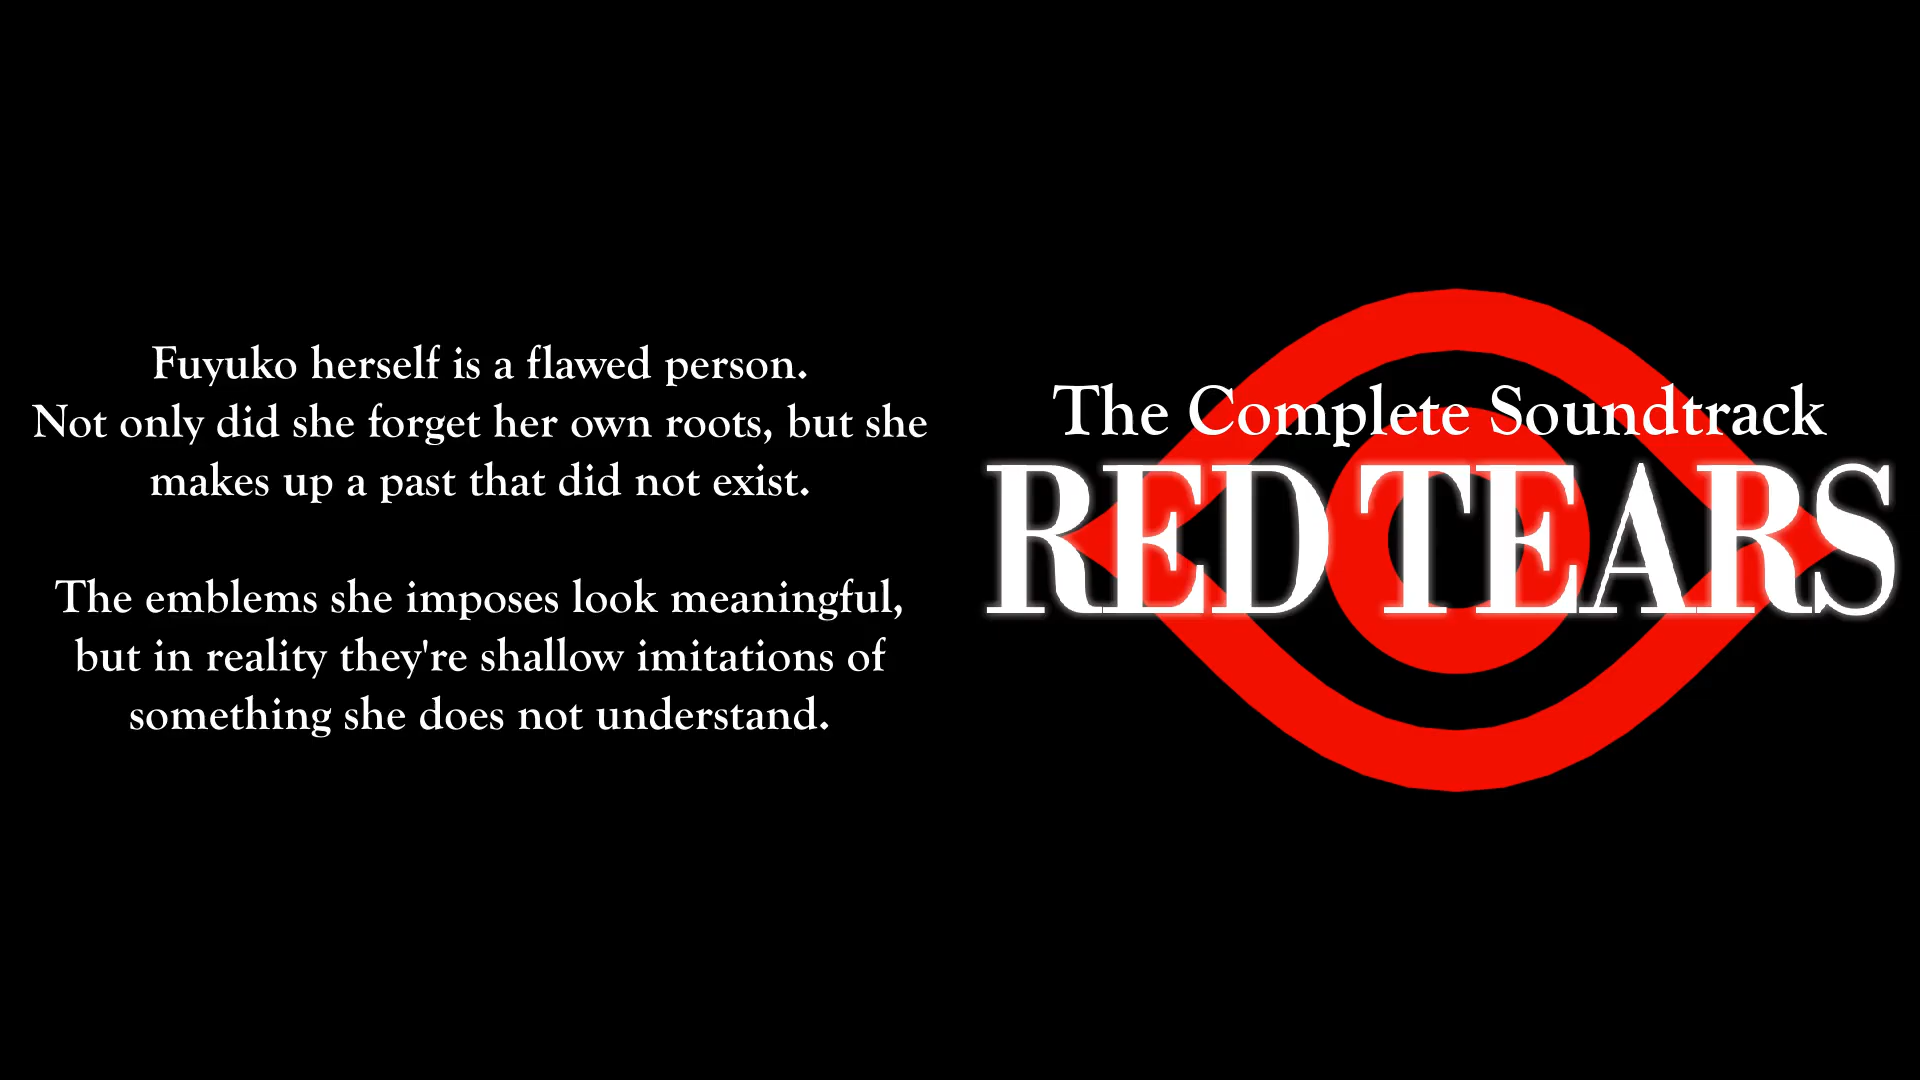 Fuyuko herself is a flawed person.
Not only did she forget her own roots, but she
makes up a past that did not exist.
The emblems she imposes look meaningful,
but in reality they're shallow imitations of
something she does not understand.
The Complete Soundtrack
RED TEARS